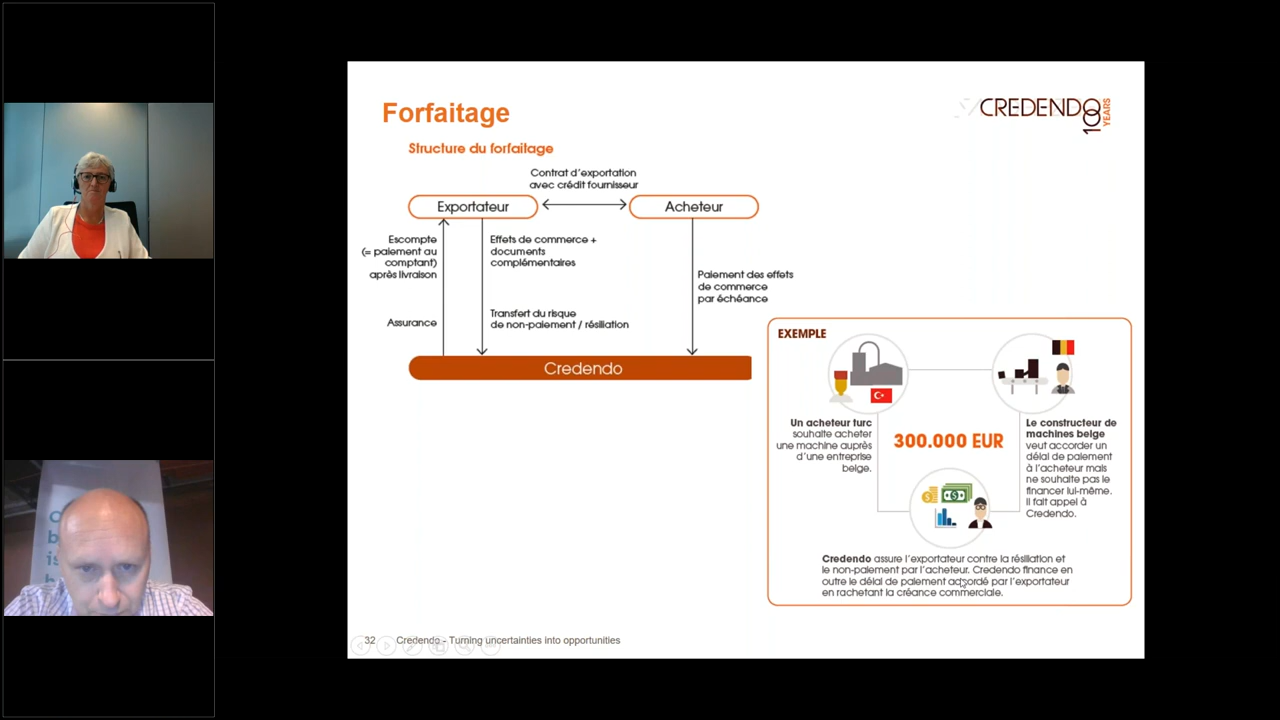 Forfaitage
CREDENDO
10 YEARS
Structure du forfaitage
Contrat d'exportation
avec crédit fournisseur
Exportateur
Acheteur
Escompte
(= paiement au
comptant)
après livraison
Effets de commerce +
documents
complémentaires
Paiement des effets
de commerce
par échéance
Assurance
Transfert du risque
de non-paiement / résiliation
Credendo
EXEMPLE
Un acheteur turc
souhaite acheter
une machine auprès
d'une entreprise
belge.
300.000 EUR
Le constructeur de
machines belge
veut accorder un
délai de paiement
à l'acheteur mais
ne souhaite pas le
financer lui-même.
Il fait appel à
Credendo.
Credendo assure l'exportateur contre la résiliation et
le non-paiement par l'acheteur. Credendo finance en
outre le délai de paiement accordé par l'exportateur
en rachetant la créance commerciale.
32 Credendo - Turning uncertainties into opportunities